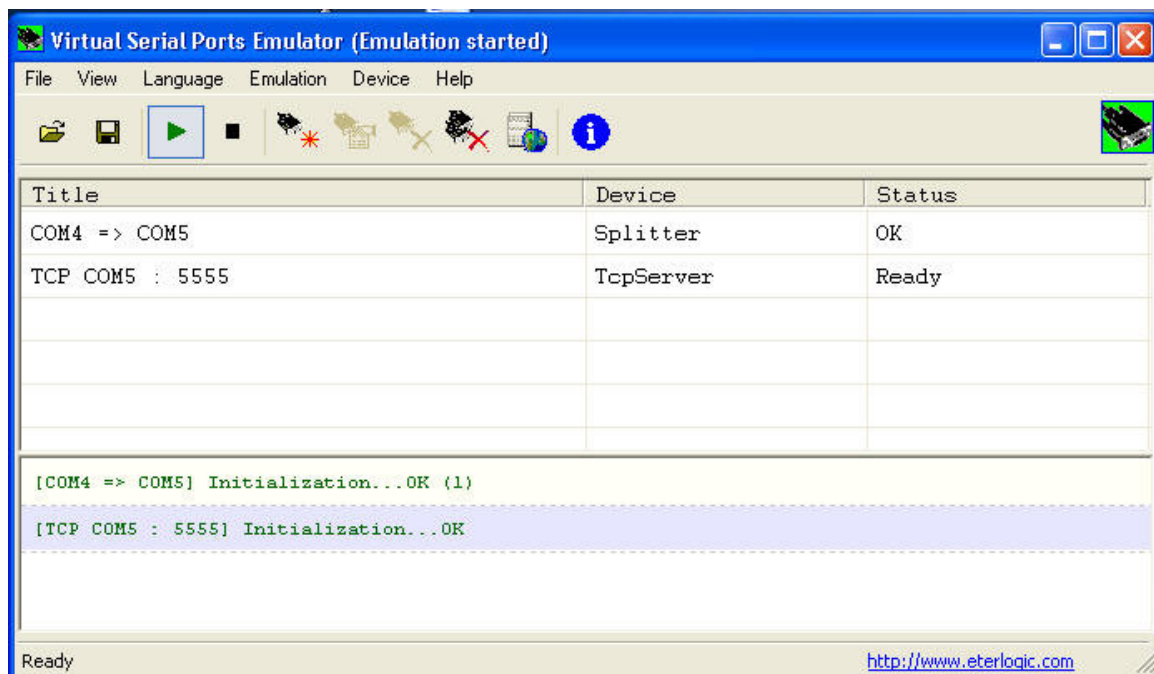 Virtual Serial Ports Emulator (Emulation started)
File View Language Emulation Device Help
Title Device Status
COM4 => COM5 Splitter OK
TCP COM5 : 5555 TcpServer Ready
[COM4 => COM5] Initialization...OK (1)
[TCP COM5 : 5555] Initialization...OK
Ready http://www.eterlogic.com